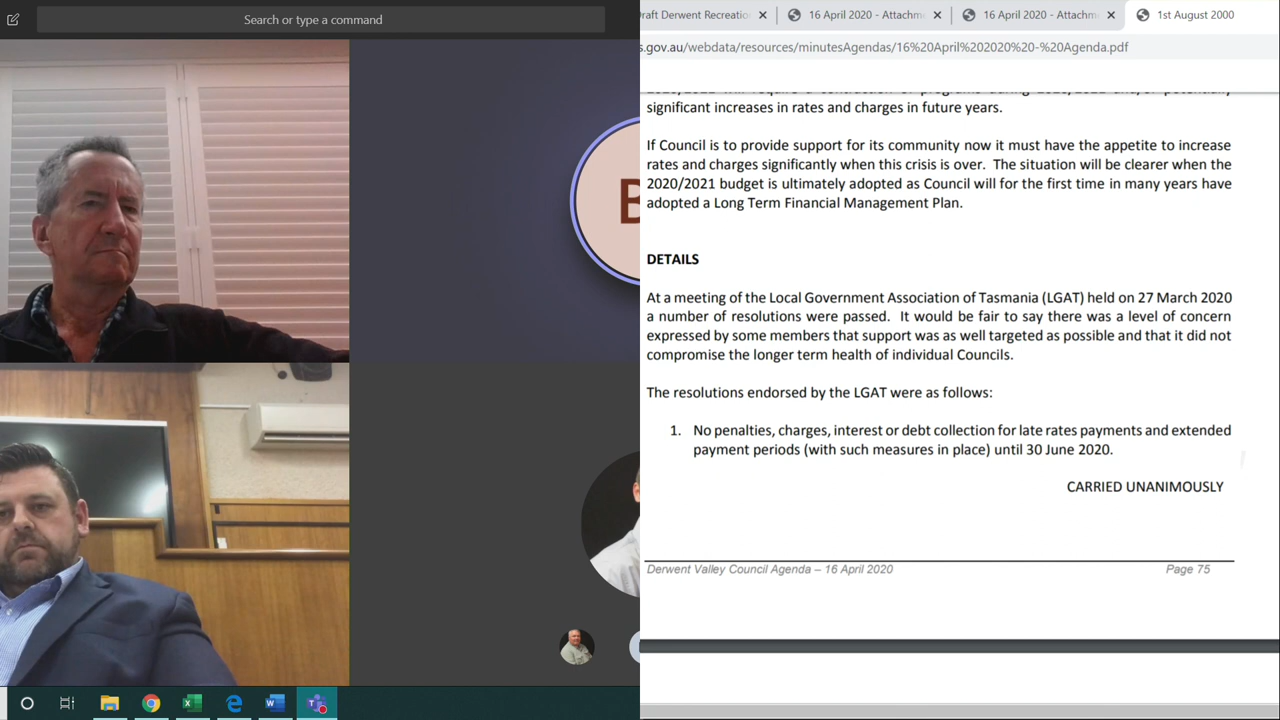 Search or type a command
raft Derwent Recreatio
16 April 2020 - Attachm
16 April 2020 - Attachm
1st August 2000
s.gov.au/webdata/resources/minutesAgendas/16%20April%202020%20-%20Agenda.pdf
significant increases in rates and charges in future years.
If Council is to provide support for its community now it must have the appetite to increase
rates and charges significantly when this crisis is over. The situation will be clearer when the
2020/2021 budget is ultimately adopted as Council will for the first time in many years have
adopted a Long Term Financial Management Plan.
B
DETAILS
At a meeting of the Local Government Association of Tasmania (LGAT) held on 27 March 2020
a number of resolutions were passed. It would be fair to say there was a level of concern
expressed by some members that support was as well targeted as possible and that it did not
compromise the longer term health of individual Councils.
The resolutions endorsed by the LGAT were as follows:
1. No penalties, charges, interest or debt collection for late rates payments and extended
payment periods (with such measures in place) until 30 June 2020.
CARRIED UNANIMOUSLY
Derwent Valley Council Agenda – 16 April 2020
Page 75